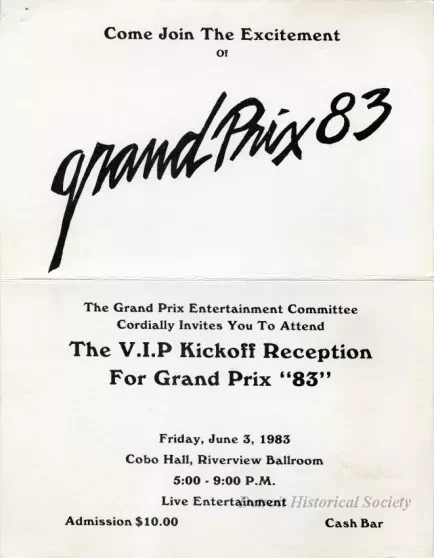 Come Join The Excitement
Of
grand Prix 83
The Grand Prix Entertainment Committee
Cordially Invites You To Attend
The V.I.P Kickoff Reception
For Grand Prix “83”
Friday, June 3, 1983
Cobo Hall, Riverview Ballroom
5:00 - 9:00 P.M.
Live Entertainment
Historical Society
Admission $10.00 Cash Bar